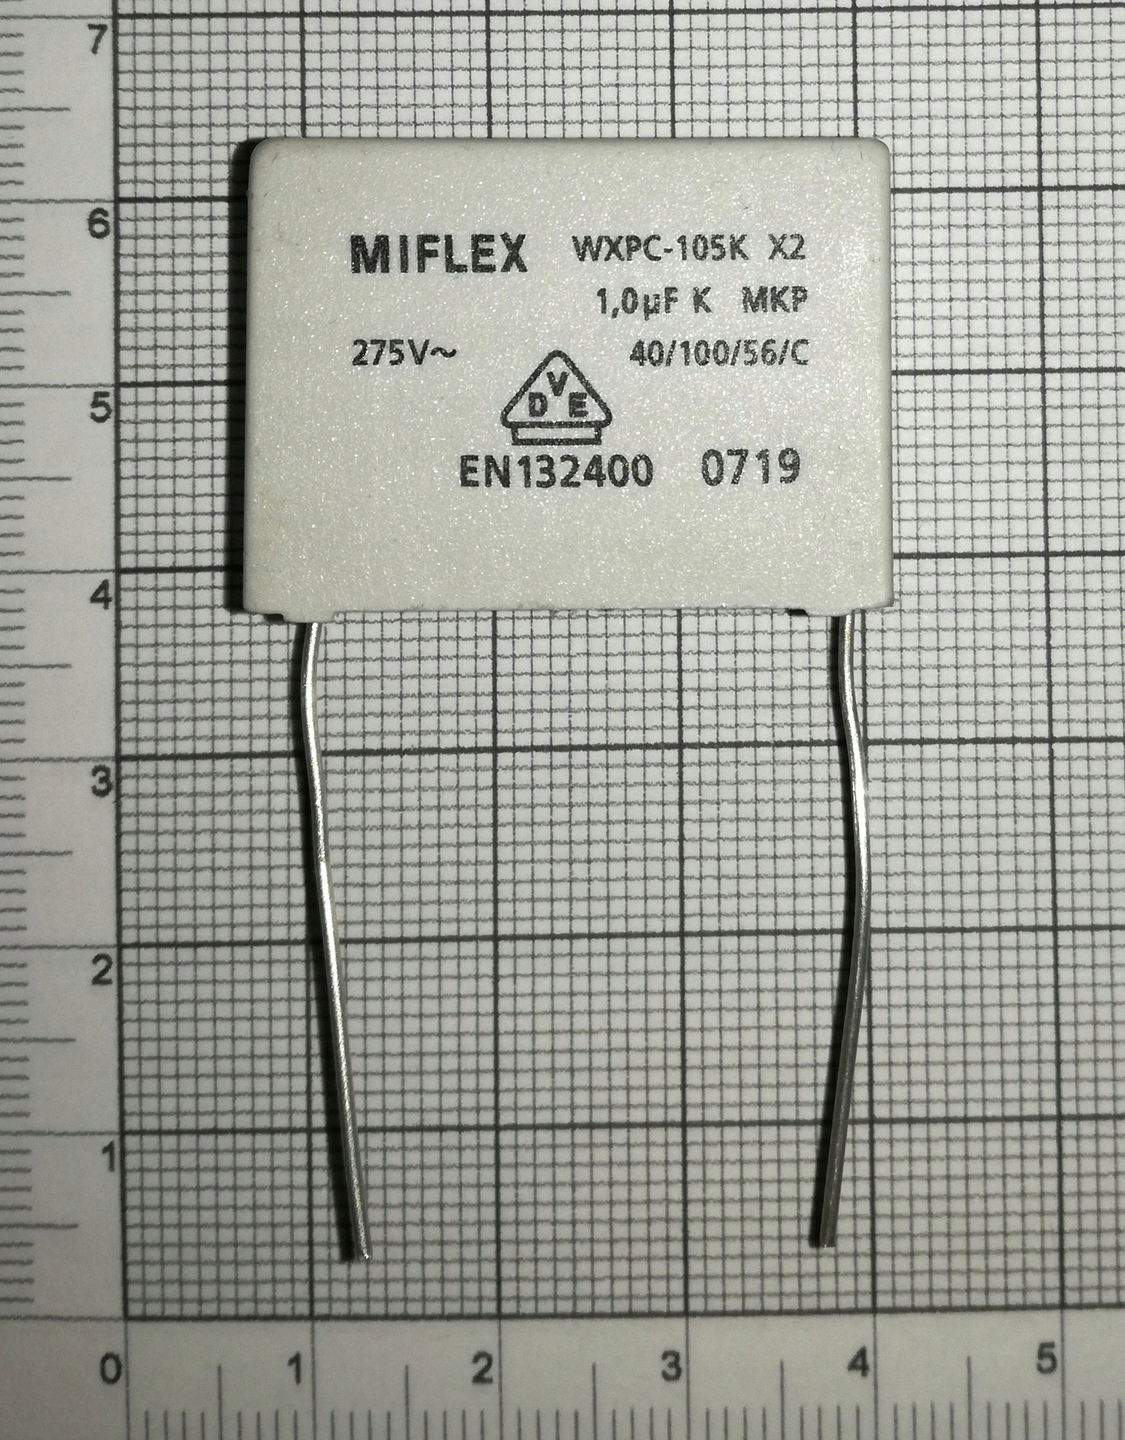 7
6
MIFLEX WXPC-105K X2
1,0µF K MKP
275V~ 40/100/56/C
V
D E
5
EN132400 0719
4
3
2
1
0 1 2 3 4 5